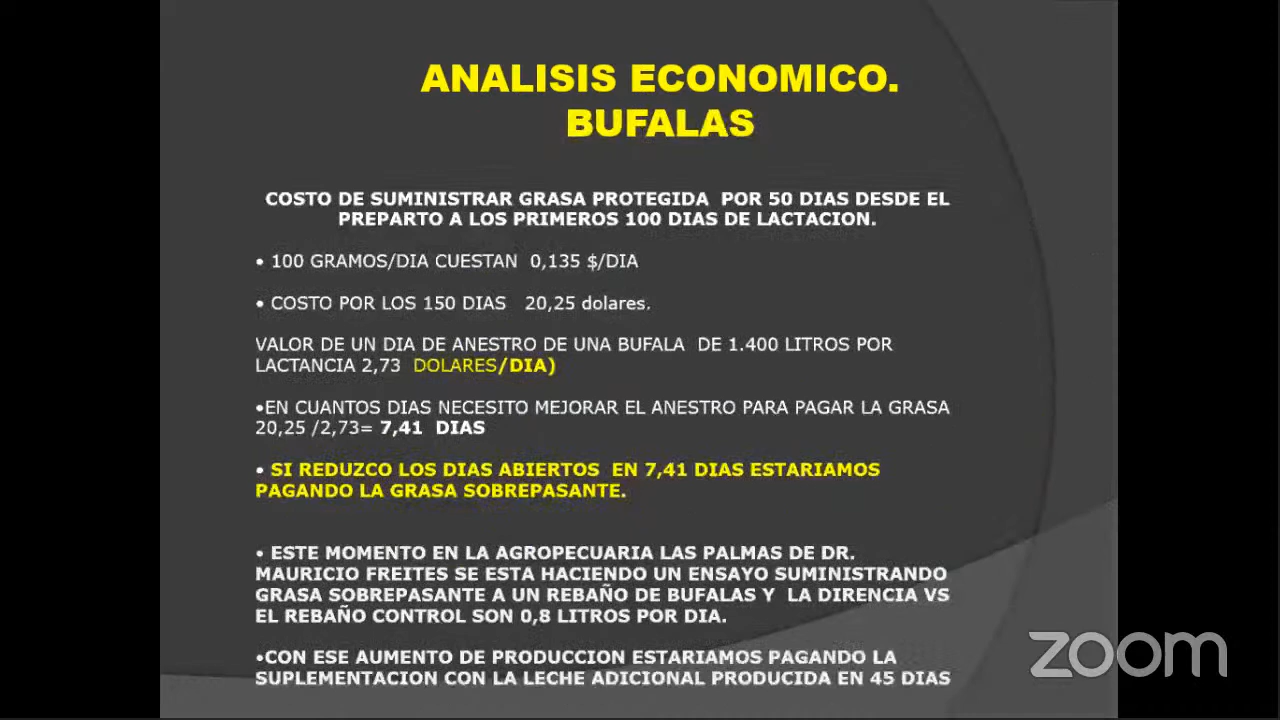 ANALISIS ECONOMICO.
BUFALAS
COSTO DE SUMINISTRAR GRASA PROTEGIDA POR 50 DIAS DESDE EL
PREPARTO A LOS PRIMEROS 100 DIAS DE LACTACION.
• 100 GRAMOS/DIA CUESTAN 0,135 $/DIA
• COSTO POR LOS 150 DIAS 20,25 dolares.
VALOR DE UN DIA DE ANESTRO DE UNA BUFALA DE 1.400 LITROS POR
LACTANCIA 2,73 DOLARES/DIA)
•EN CUANTOS DIAS NECESITO MEJORAR EL ANESTRO PARA PAGAR LA GRASA
20,25 /2,73= 7,41 DIAS
• SI REDUZCO LOS DIAS ABIERTOS EN 7,41 DIAS ESTARIAMOS
PAGANDO LA GRASA SOBREPASANTE.
• ESTE MOMENTO EN LA AGROPECUARIA LAS PALMAS DE DR.
MAURICIO FREITES SE ESTA HACIENDO UN ENSAYO SUMINISTRANDO
GRASA SOBREPASANTE A UN REBAÑO DE BUFALAS Y LA DIRENCIA VS
EL REBAÑO CONTROL SON 0,8 LITROS POR DIA.
•CON ESE AUMENTO DE PRODUCCION ESTARIAMOS PAGANDO LA
SUPLEMENTACION CON LA LECHE ADICIONAL PRODUCIDA EN 45 DIAS
zoom